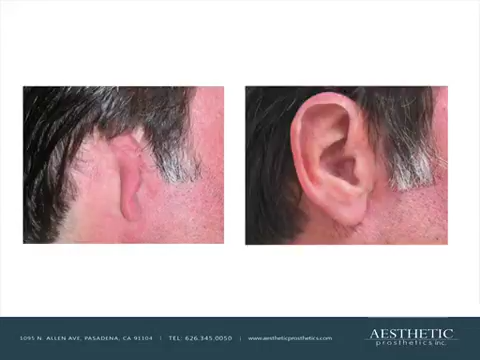 1095 N. ALLEN AVE, PASADENA, CA 91104 | TEL: 626.345.0050 | www.aestheticprosthetics.com
AESTHETIC
prosthetics inc.